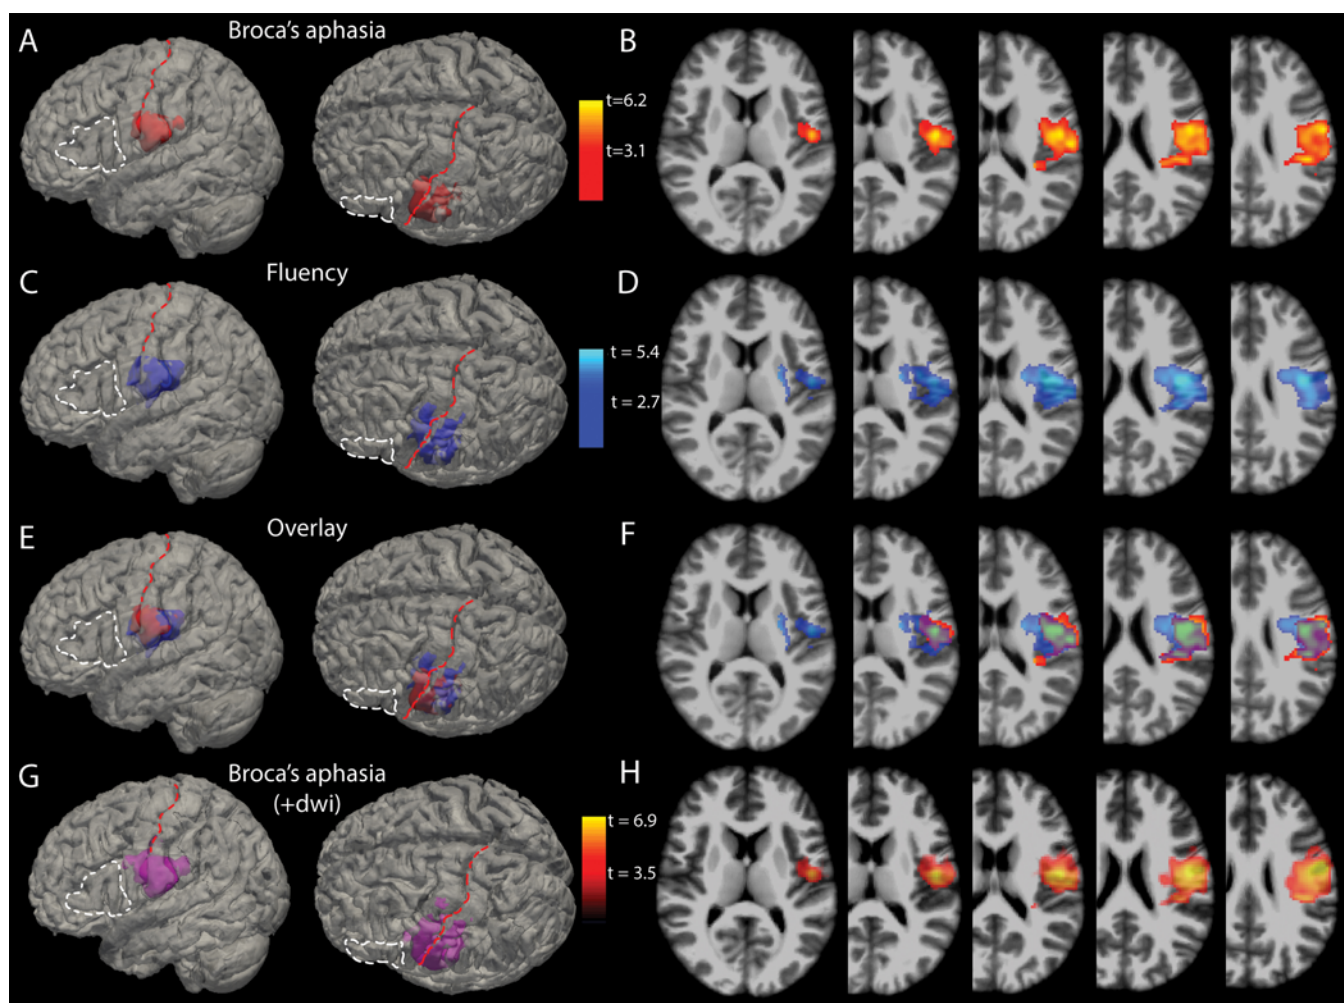 A
Broca's aphasia
t=6.2
t=3.1
B
C
Fluency
t = 5.4
t = 2.7
D
E
Overlay
F
G
Broca's aphasia
(+dwi)
t = 6.9
t = 3.5
H